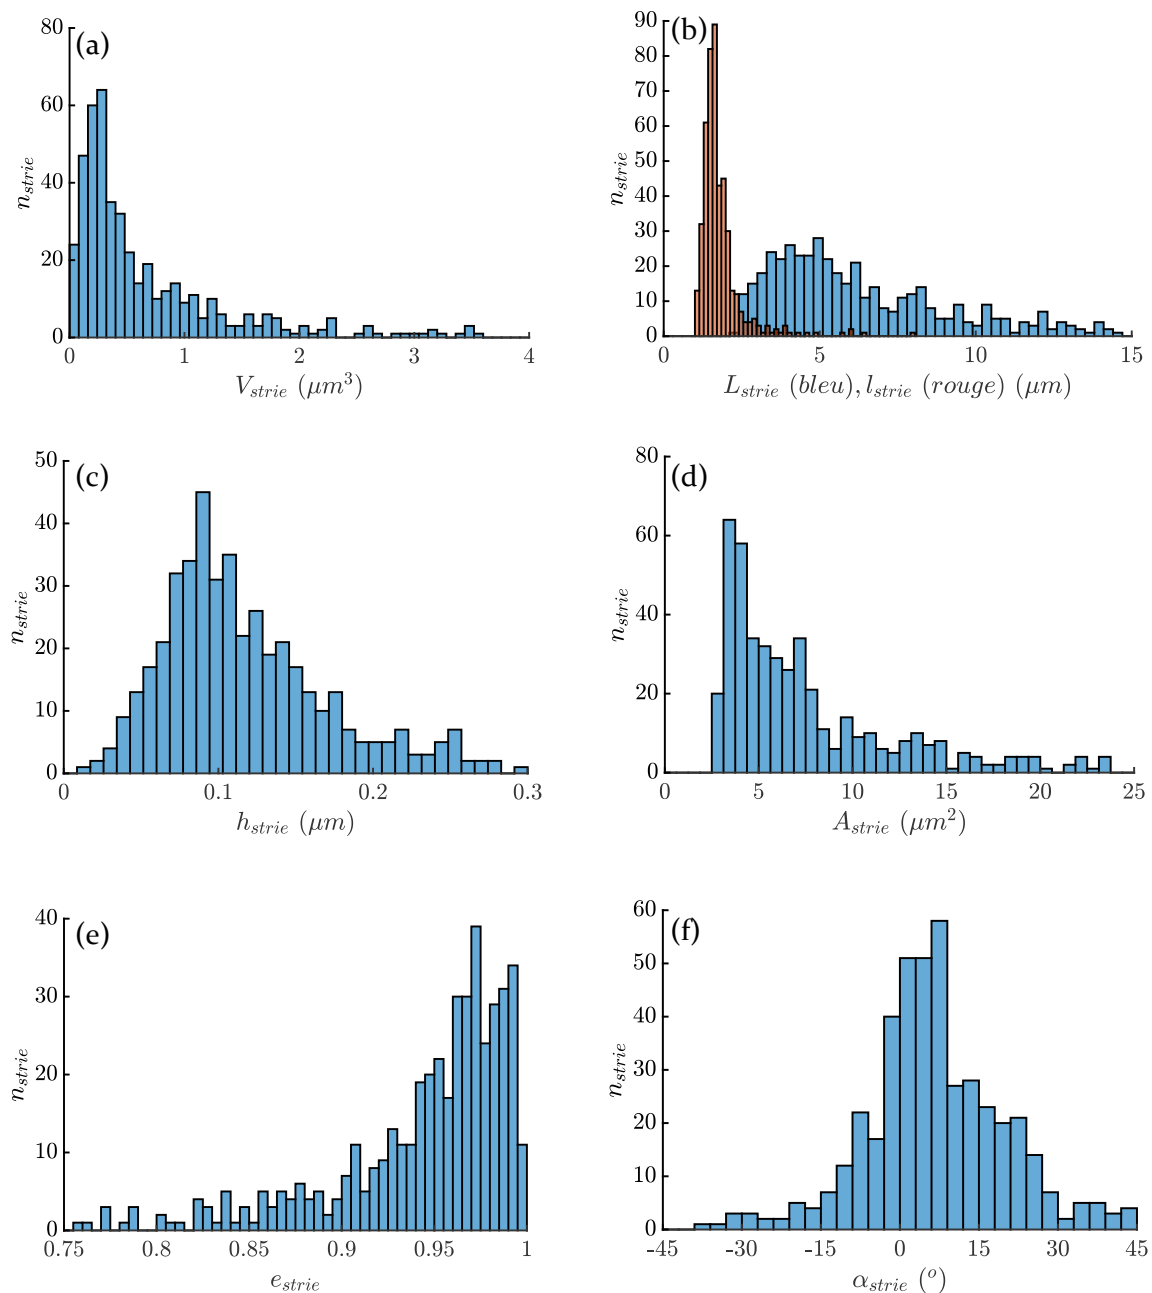 (a)
80
60
40
20
0
n_strie
0 1 2 3 4
V_strie (μm³)
(b)
90
80
70
60
50
40
30
20
10
0
n_strie
0 5 10 15
L_strie (bleu), l_strie (rouge) (μm)
(c)
50
40
30
20
10
0
n_strie
0 0.1 0.2 0.3
h_strie (μm)
(d)
80
60
40
20
0
n_strie
0 5 10 15 20 25
A_strie (μm²)
(e)
40
30
20
10
0
n_strie
0.75 0.8 0.85 0.9 0.95 1
e_strie
(f)
60
50
40
30
20
10
0
n_strie
-45 -30 -15 0 15 30 45
α_strie (°)